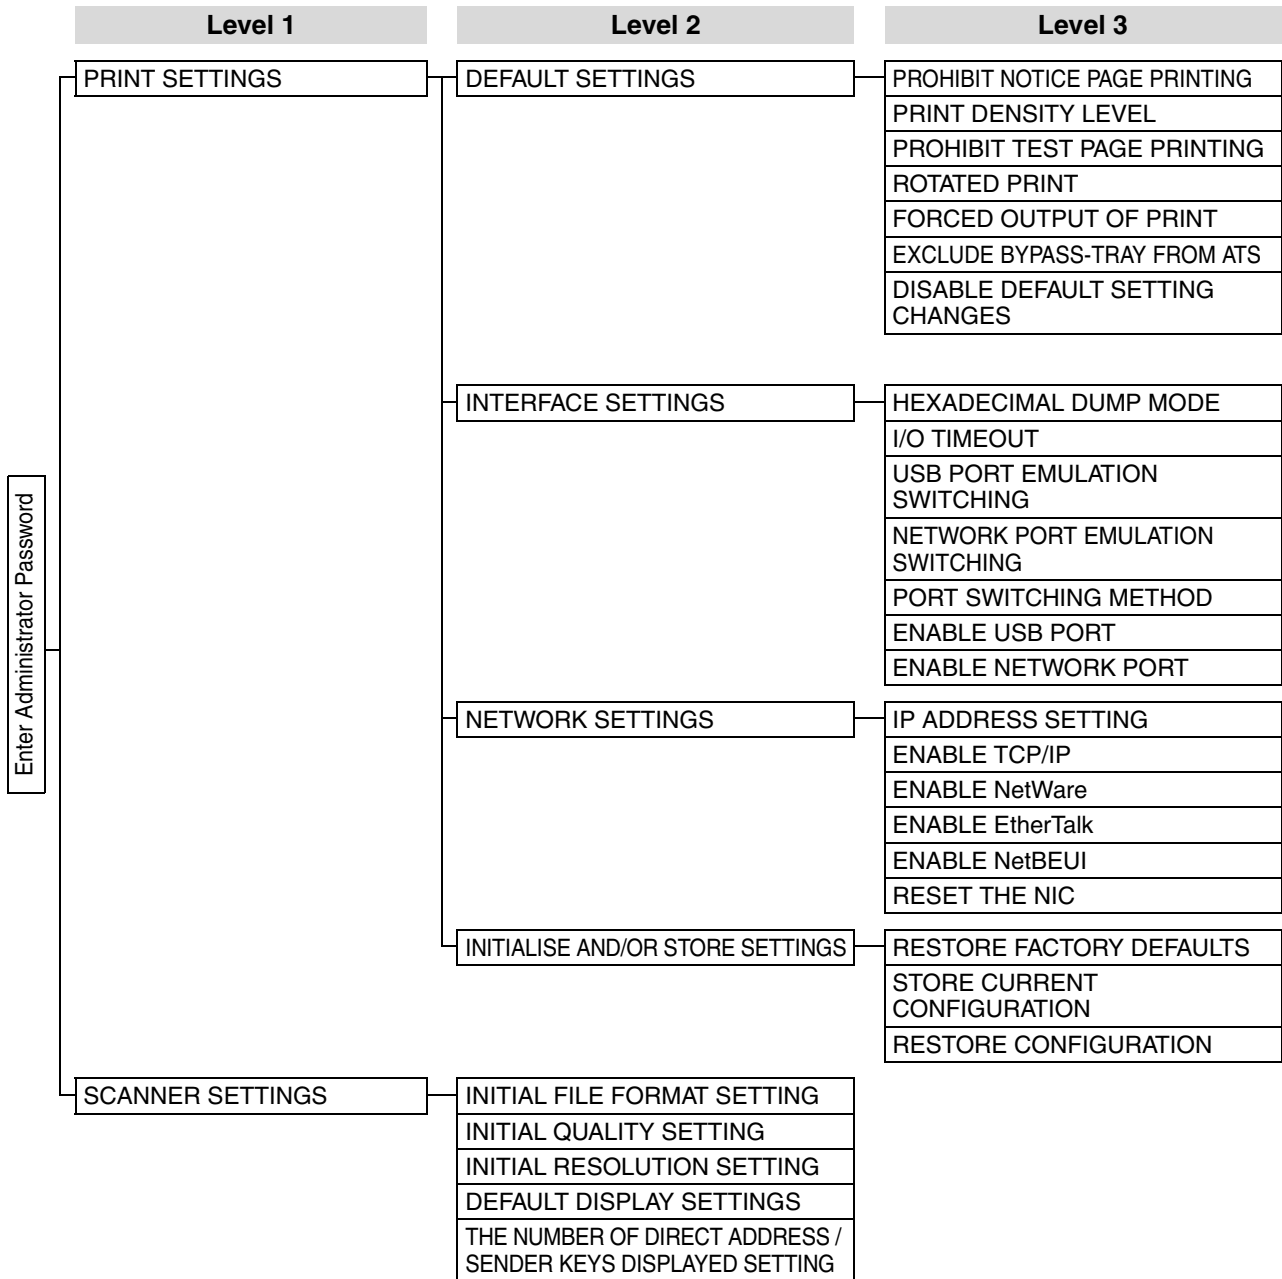 Level 1
Level 2
Level 3
Enter Administrator Password
PRINT SETTINGS
DEFAULT SETTINGS
PROHIBIT NOTICE PAGE PRINTING
PRINT DENSITY LEVEL
PROHIBIT TEST PAGE PRINTING
ROTATED PRINT
FORCED OUTPUT OF PRINT
EXCLUDE BYPASS-TRAY FROM ATS
DISABLE DEFAULT SETTING
CHANGES
INTERFACE SETTINGS
HEXADECIMAL DUMP MODE
I/O TIMEOUT
USB PORT EMULATION
SWITCHING
NETWORK PORT EMULATION
SWITCHING
PORT SWITCHING METHOD
ENABLE USB PORT
ENABLE NETWORK PORT
NETWORK SETTINGS
IP ADDRESS SETTING
ENABLE TCP/IP
ENABLE NetWare
ENABLE EtherTalk
ENABLE NetBEUI
RESET THE NIC
INITIALISE AND/OR STORE SETTINGS
RESTORE FACTORY DEFAULTS
STORE CURRENT
CONFIGURATION
RESTORE CONFIGURATION
SCANNER SETTINGS
INITIAL FILE FORMAT SETTING
INITIAL QUALITY SETTING
INITIAL RESOLUTION SETTING
DEFAULT DISPLAY SETTINGS
THE NUMBER OF DIRECT ADDRESS /
SENDER KEYS DISPLAYED SETTING